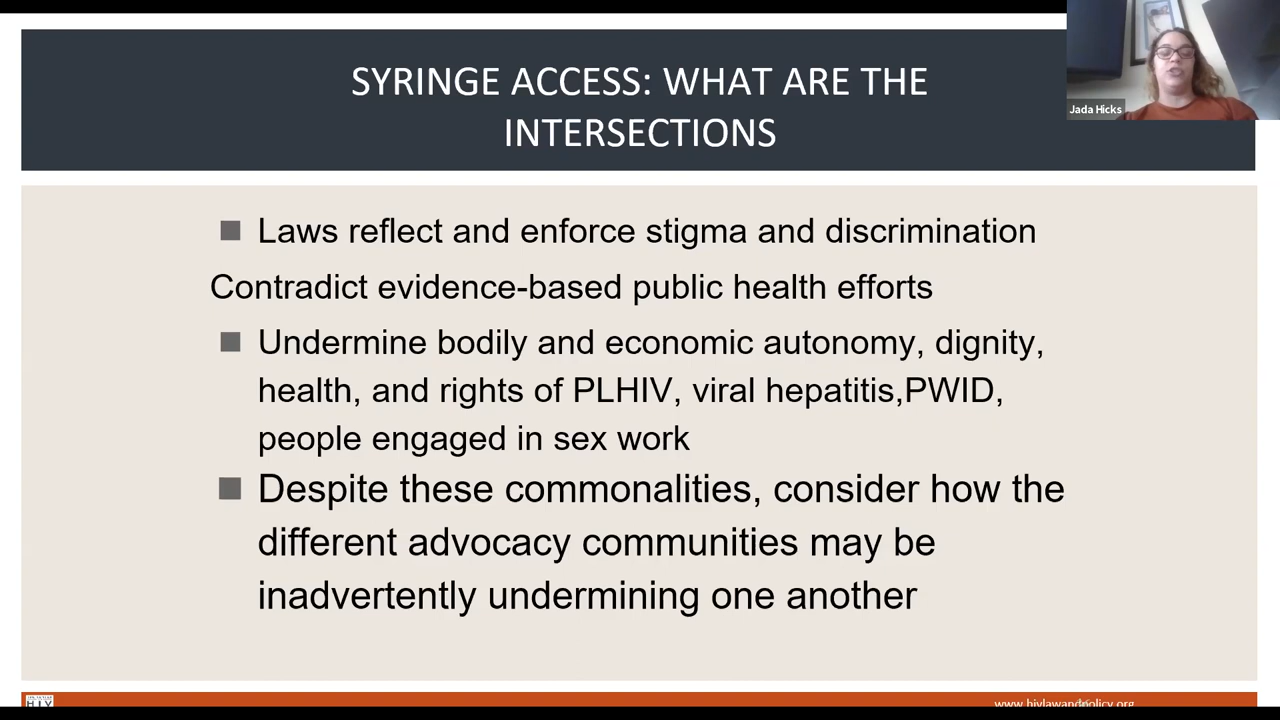 SYRINGE ACCESS: WHAT ARE THE
INTERSECTIONS
Jada Hicks
■ Laws reflect and enforce stigma and discrimination
Contradict evidence-based public health efforts
■ Undermine bodily and economic autonomy, dignity,
health, and rights of PLHIV, viral hepatitis,PWID,
people engaged in sex work
■ Despite these commonalities, consider how the
different advocacy communities may be
inadvertently undermining one another
HIV
www.hivlawandpolicy.org